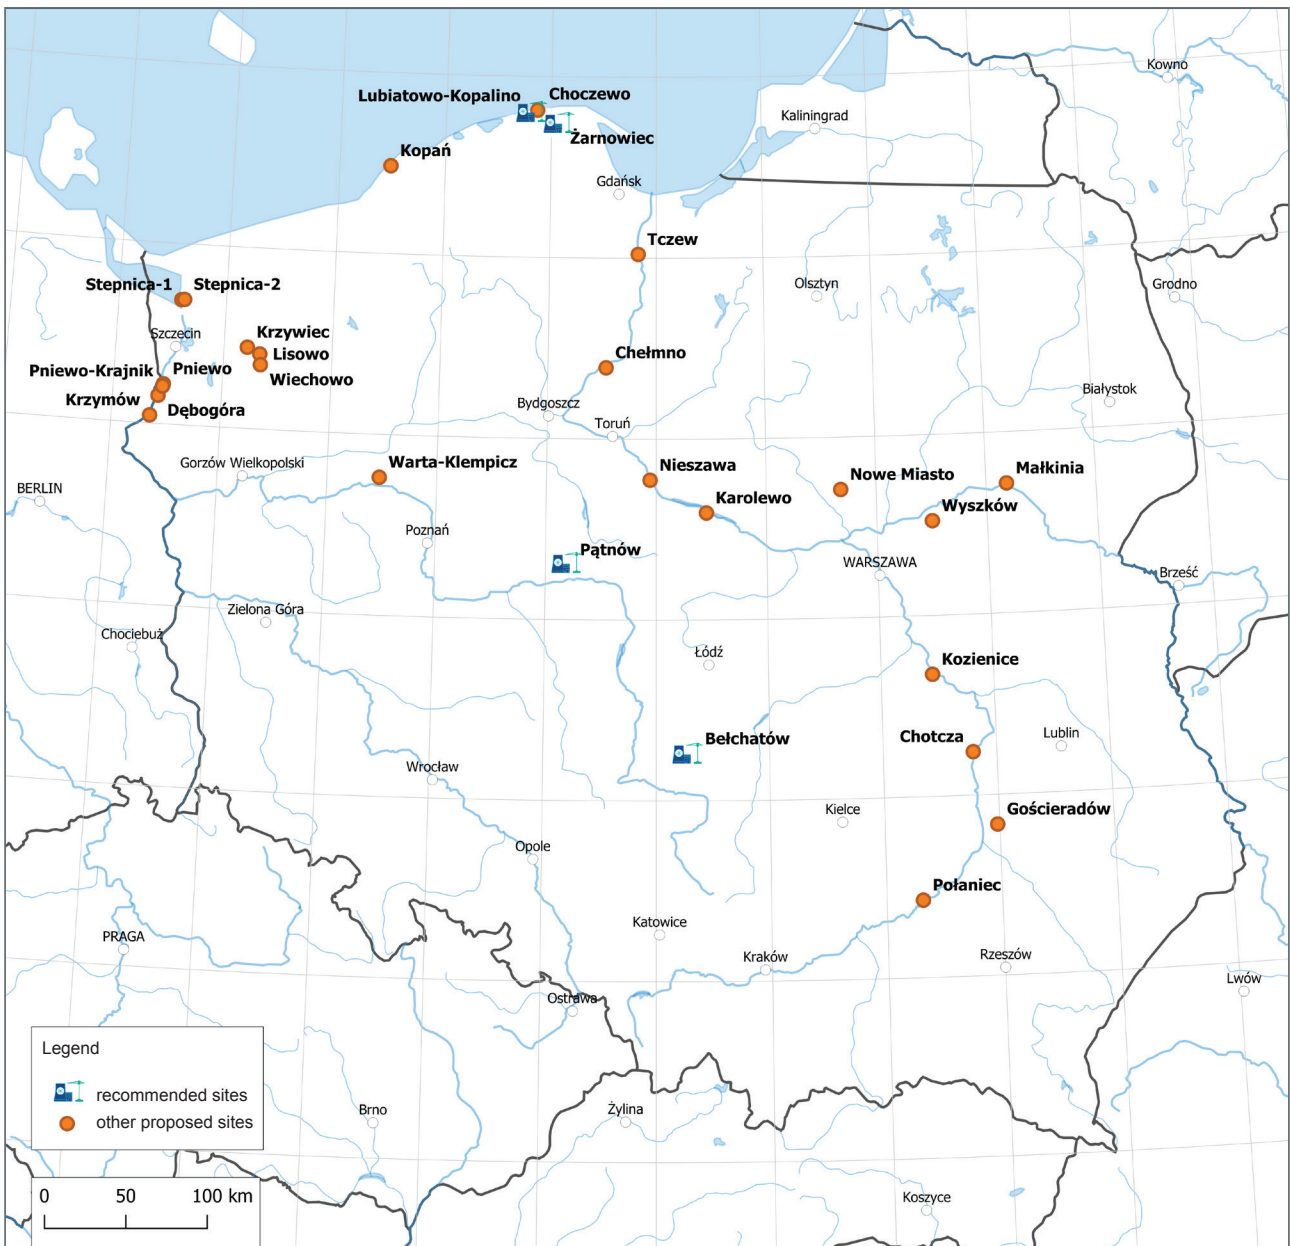 Kowno
Lubiatowo-Kopalino
Choczewo
Kaliningrad
Żarnowiec
Kopań
Gdańsk
Tczew
Stepnica-1
Stepnica-2
Olsztyn
Grodno
Szczecin
Krzywiec
Lisowo
Chełmno
Pniewo-Krajnik
Pniewo
Wiechowo
Białystok
Krzymów
Dębogóra
Bydgoszcz
Toruń
Gorzów Wielkopolski
Warta-Klempicz
Nieszawa
Nowe Miasto
Małkinia
BERLIN
Karolewo
Wyszków
Poznań
Pątnów
WARSZAWA
Brześć
Zielona Góra
Chociebuż
Łódź
Kozienice
Bełchatów
Chotcza
Lublin
Wrocław
Kielce
Gościeradów
Opole
Połaniec
Katowice
PRAGA
Kraków
Rzeszów
Lwów
Ostrawa
Legend
recommended sites
other proposed sites
Brno
Żylina
Koszyce
0 50 100 km